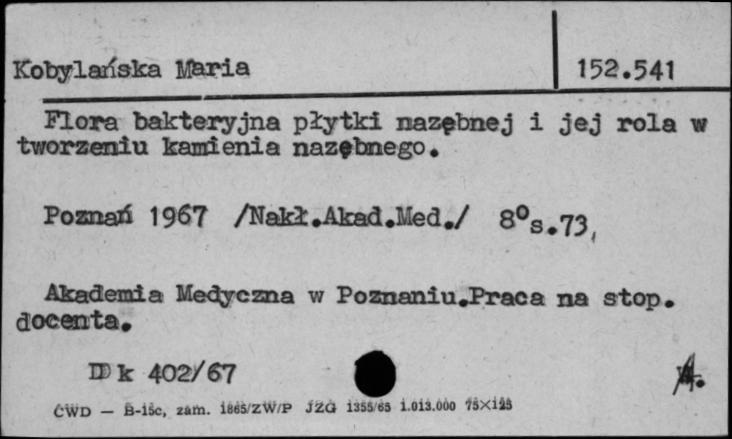 Kobylańska Maria 152.541
Flora bakteryjna płytki nazębnej i jej rola w
tworzeniu kamienia nazębnego.
Poznań 1967 /Nakł.Akad.Med./ 8⁰s.73,
Akademia Medyczna w Poznaniu.Praca na stop.
docenta.
D k 402/67
ĆWD — B-15c, zam. 1865/ZW/P JZG 1355/65 1.013.000 75×125